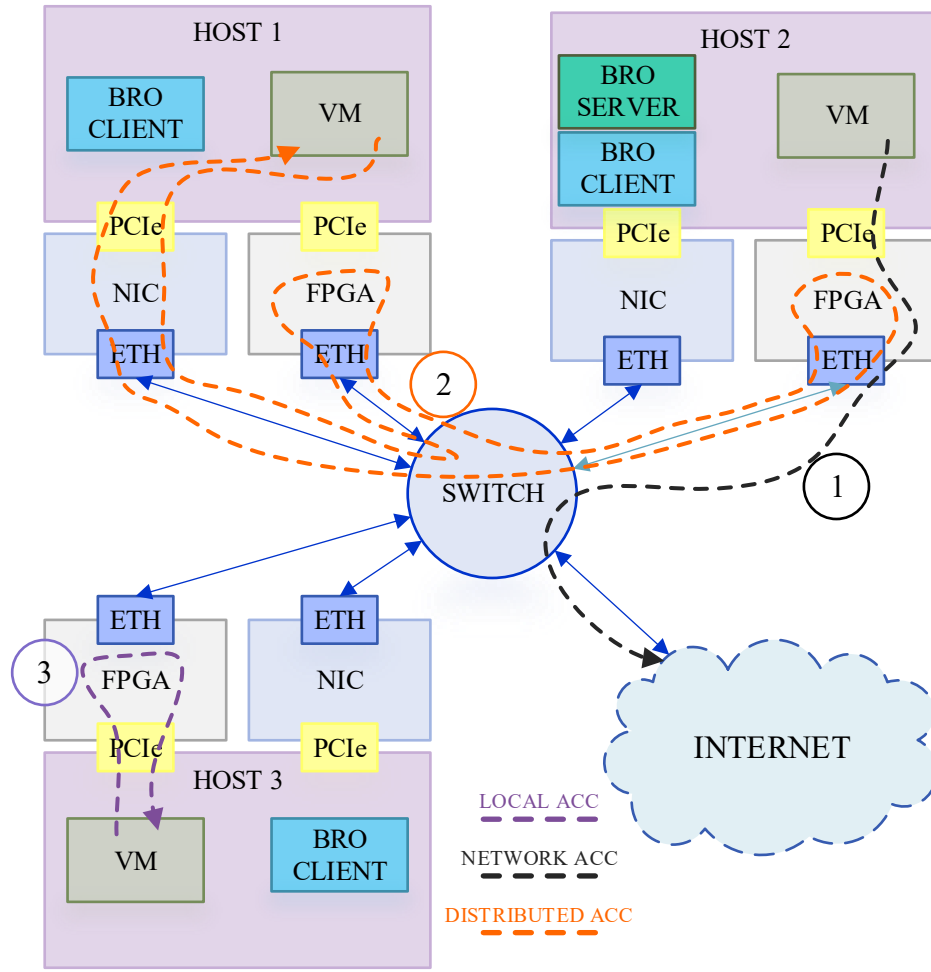 HOST 1
BRO
CLIENT
VM
PCIe
PCIe
NIC
FPGA
ETH
ETH
HOST 2
BRO
SERVER
BRO
CLIENT
VM
PCIe
PCIe
NIC
FPGA
ETH
ETH
2
1
SWITCH
ETH
ETH
3
FPGA
NIC
PCIe
PCIe
HOST 3
VM
BRO
CLIENT
INTERNET
LOCAL ACC
NETWORK ACC
DISTRIBUTED ACC